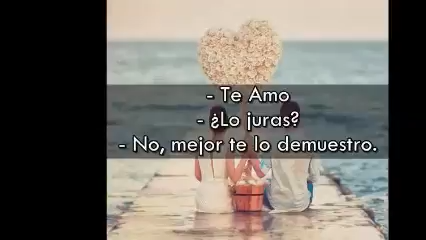 - Te Amo
- ¿Lo juras?
- No, mejor te lo demuestro.